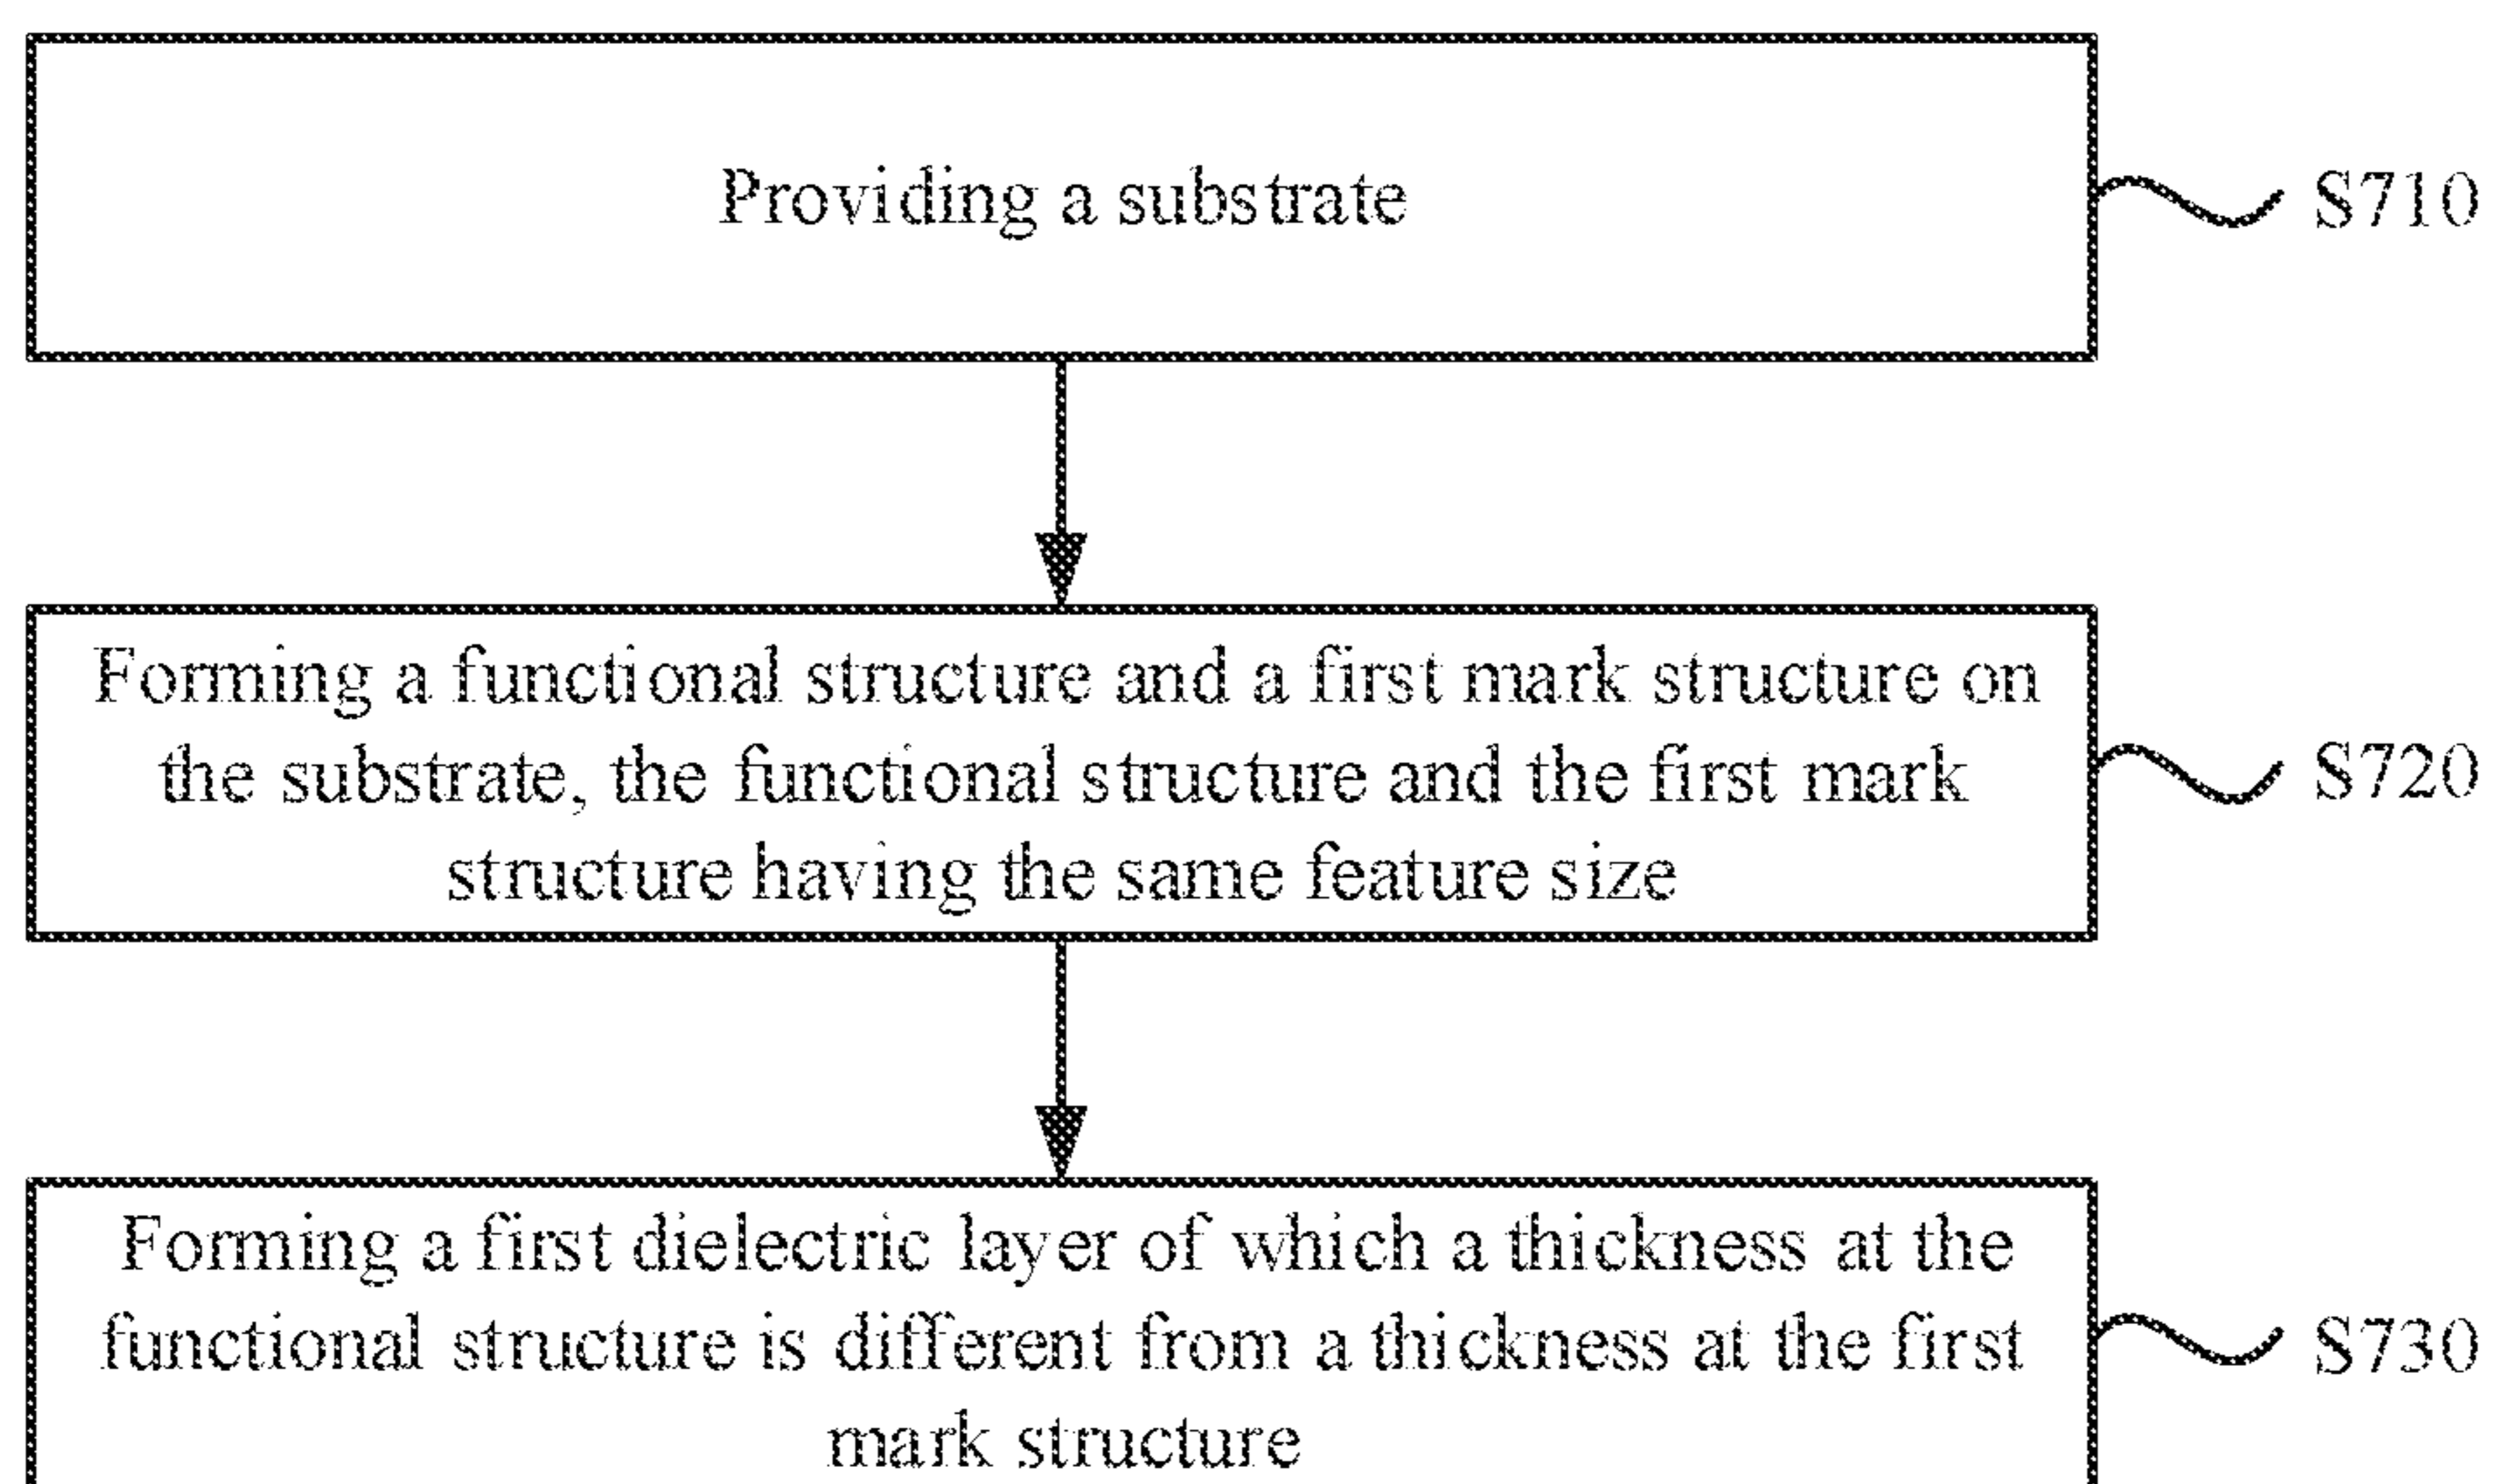 Providing a substrate
S710
Forming a functional structure and a first mark structure on
the substrate, the functional structure and the first mark
structure having the same feature size
S720
Forming a first dielectric layer of which a thickness at the
functional structure is different from a thickness at the first
mark structure
S730